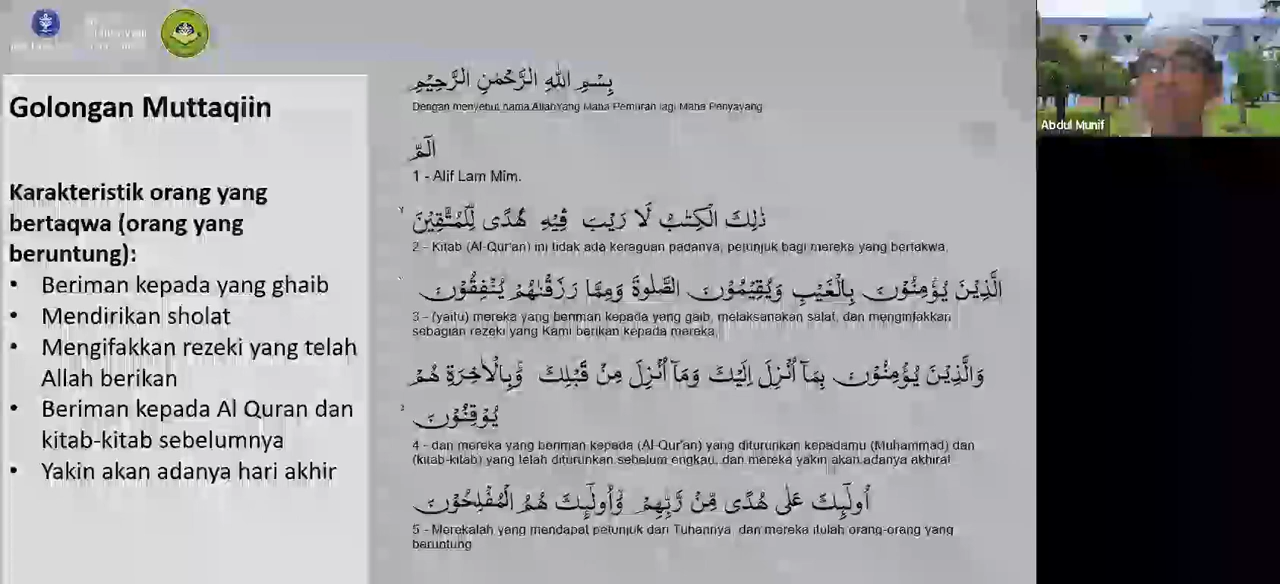 Golongan Muttaqiin
Karakteristik orang yang
bertaqwa (orang yang
beruntung):
• Beriman kepada yang ghaib
• Mendirikan sholat
• Mengifakkan rezeki yang telah
Allah berikan
• Beriman kepada Al Quran dan
kitab-kitab sebelumnya
• Yakin akan adanya hari akhir
بِسْمِ اللّٰهِ الرَّحْمٰنِ الرَّحِيْمِ
Dengan menyebut nama Allah Yang Maha Pemurah lagi Maha Penyayang
الۤمّۤ
1 - Alif Lam Mim.
ذٰلِكَ الْكِتٰبُ لَا رَيْبَ فِيْهِ هُدًى لِّلْمُتَّقِيْنَ
2 - Kitab (Al-Qur'an) ini tidak ada keraguan padanya, petunjuk bagi mereka yang bertakwa,
الَّذِيْنَ يُؤْمِنُوْنَ بِالْغَيْبِ وَيُقِيْمُوْنَ الصَّلٰوةَ وَمِمَّا رَزَقْنٰهُمْ يُنْفِقُوْنَ
3 - (yaitu) mereka yang beriman kepada yang gaib, melaksanakan salat, dan menginfakkan
sebagian rezeki yang Kami berikan kepada mereka,
وَالَّذِيْنَ يُؤْمِنُوْنَ بِمَآ اُنْزِلَ اِلَيْكَ وَمَآ اُنْزِلَ مِنْ قَبْلِكَ وَبِالْاٰخِرَةِ هُمْ
يُوْقِنُوْنَ
4 - dan mereka yang beriman kepada (Al-Qur'an) yang diturunkan kepadamu (Muhammad) dan
(kitab-kitab) yang telah diturunkan sebelum engkau, dan mereka yakin akan adanya akhirat.
اُولٰۤىِٕكَ عَلٰى هُدًى مِّنْ رَّبِّهِمْ وَاُولٰۤىِٕكَ هُمُ الْمُفْلِحُوْنَ
5 - Merekalah yang mendapat petunjuk dari Tuhannya, dan mereka itulah orang-orang yang
beruntung
Abdul Munif